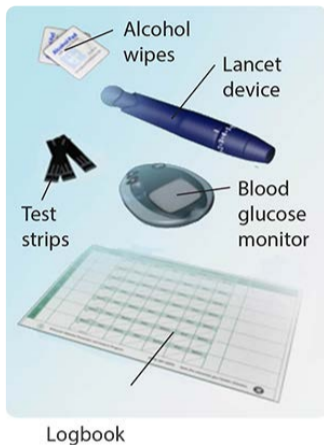 Alcohol
wipes
Lancet
device
Test
strips
Blood
glucose
monitor
Logbook